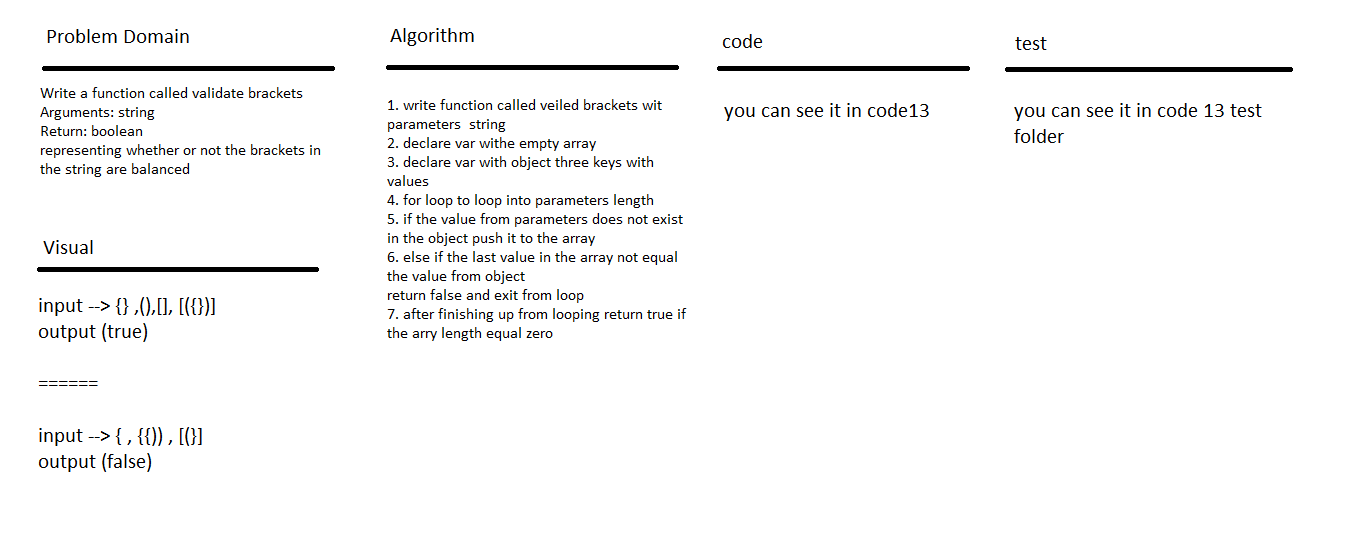 Problem Domain
Write a function called validate brackets
Arguments: string
Return: boolean
representing whether or not the brackets in
the string are balanced
Visual
input --> {} ,(),[], [({})]
output (true)
======
input --> { , {()) , [(}]
output (false)
Algorithm
1. write function called veiled brackets wit
parameters  string
2. declare var withe empty array
3. declare var with object three keys with
values
4. for loop to loop into parameters length
5. if the value from parameters does not exist
in the object push it to the array
6. else if the last value in the array not equal
the value from object
return false and exit from loop
7. after finishing up from looping return true if
the arry length equal zero
code
you can see it in code13
test
you can see it in code 13 test
folder